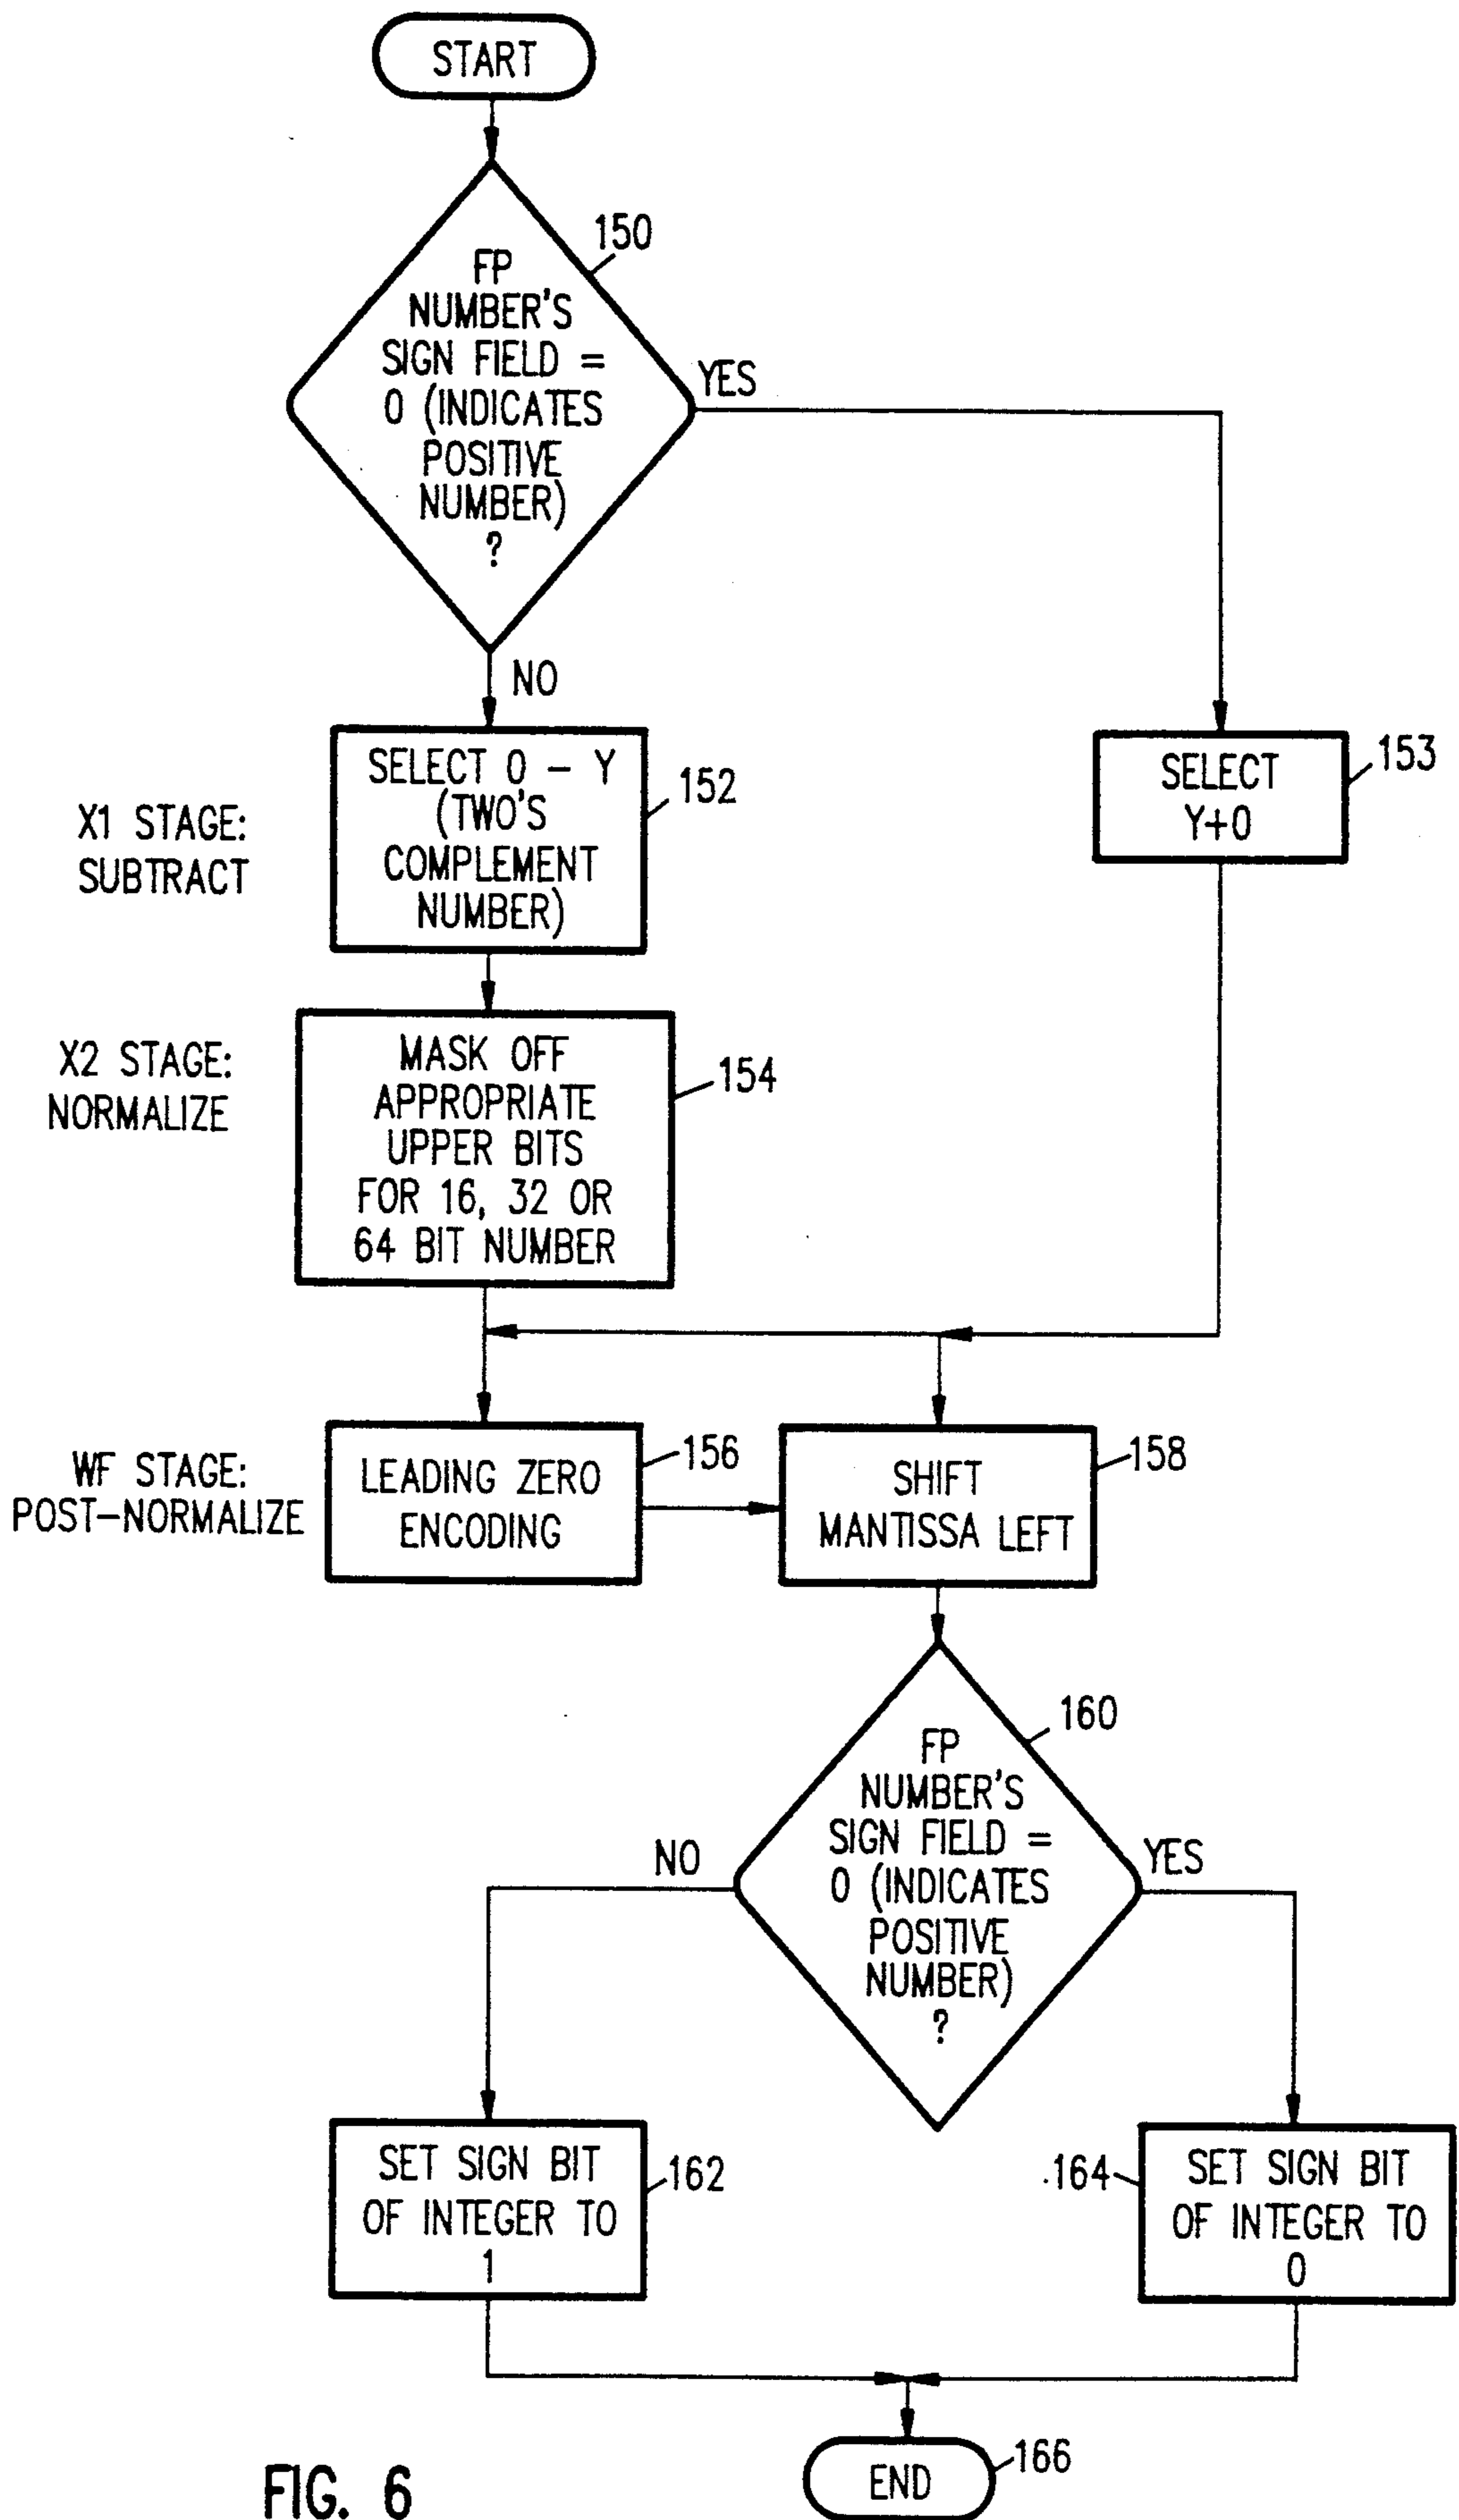 START
150
FP
NUMBER'S
SIGN FIELD =
0 (INDICATES
POSITIVE
NUMBER)
?
YES
NO
X1 STAGE:
SUBTRACT
SELECT 0 - Y
(TWO'S
COMPLEMENT
NUMBER)
152
SELECT
Y+0
153
X2 STAGE:
NORMALIZE
MASK OFF
APPROPRIATE
UPPER BITS
FOR 16, 32 OR
64 BIT NUMBER
154
WF STAGE:
POST-NORMALIZE
LEADING ZERO
ENCODING
156
SHIFT
MANTISSA LEFT
158
160
FP
NUMBER'S
SIGN FIELD =
0 (INDICATES
POSITIVE
NUMBER)
?
NO
YES
SET SIGN BIT
OF INTEGER TO
1
162
164
SET SIGN BIT
OF INTEGER TO
0
END
166
FIG. 6